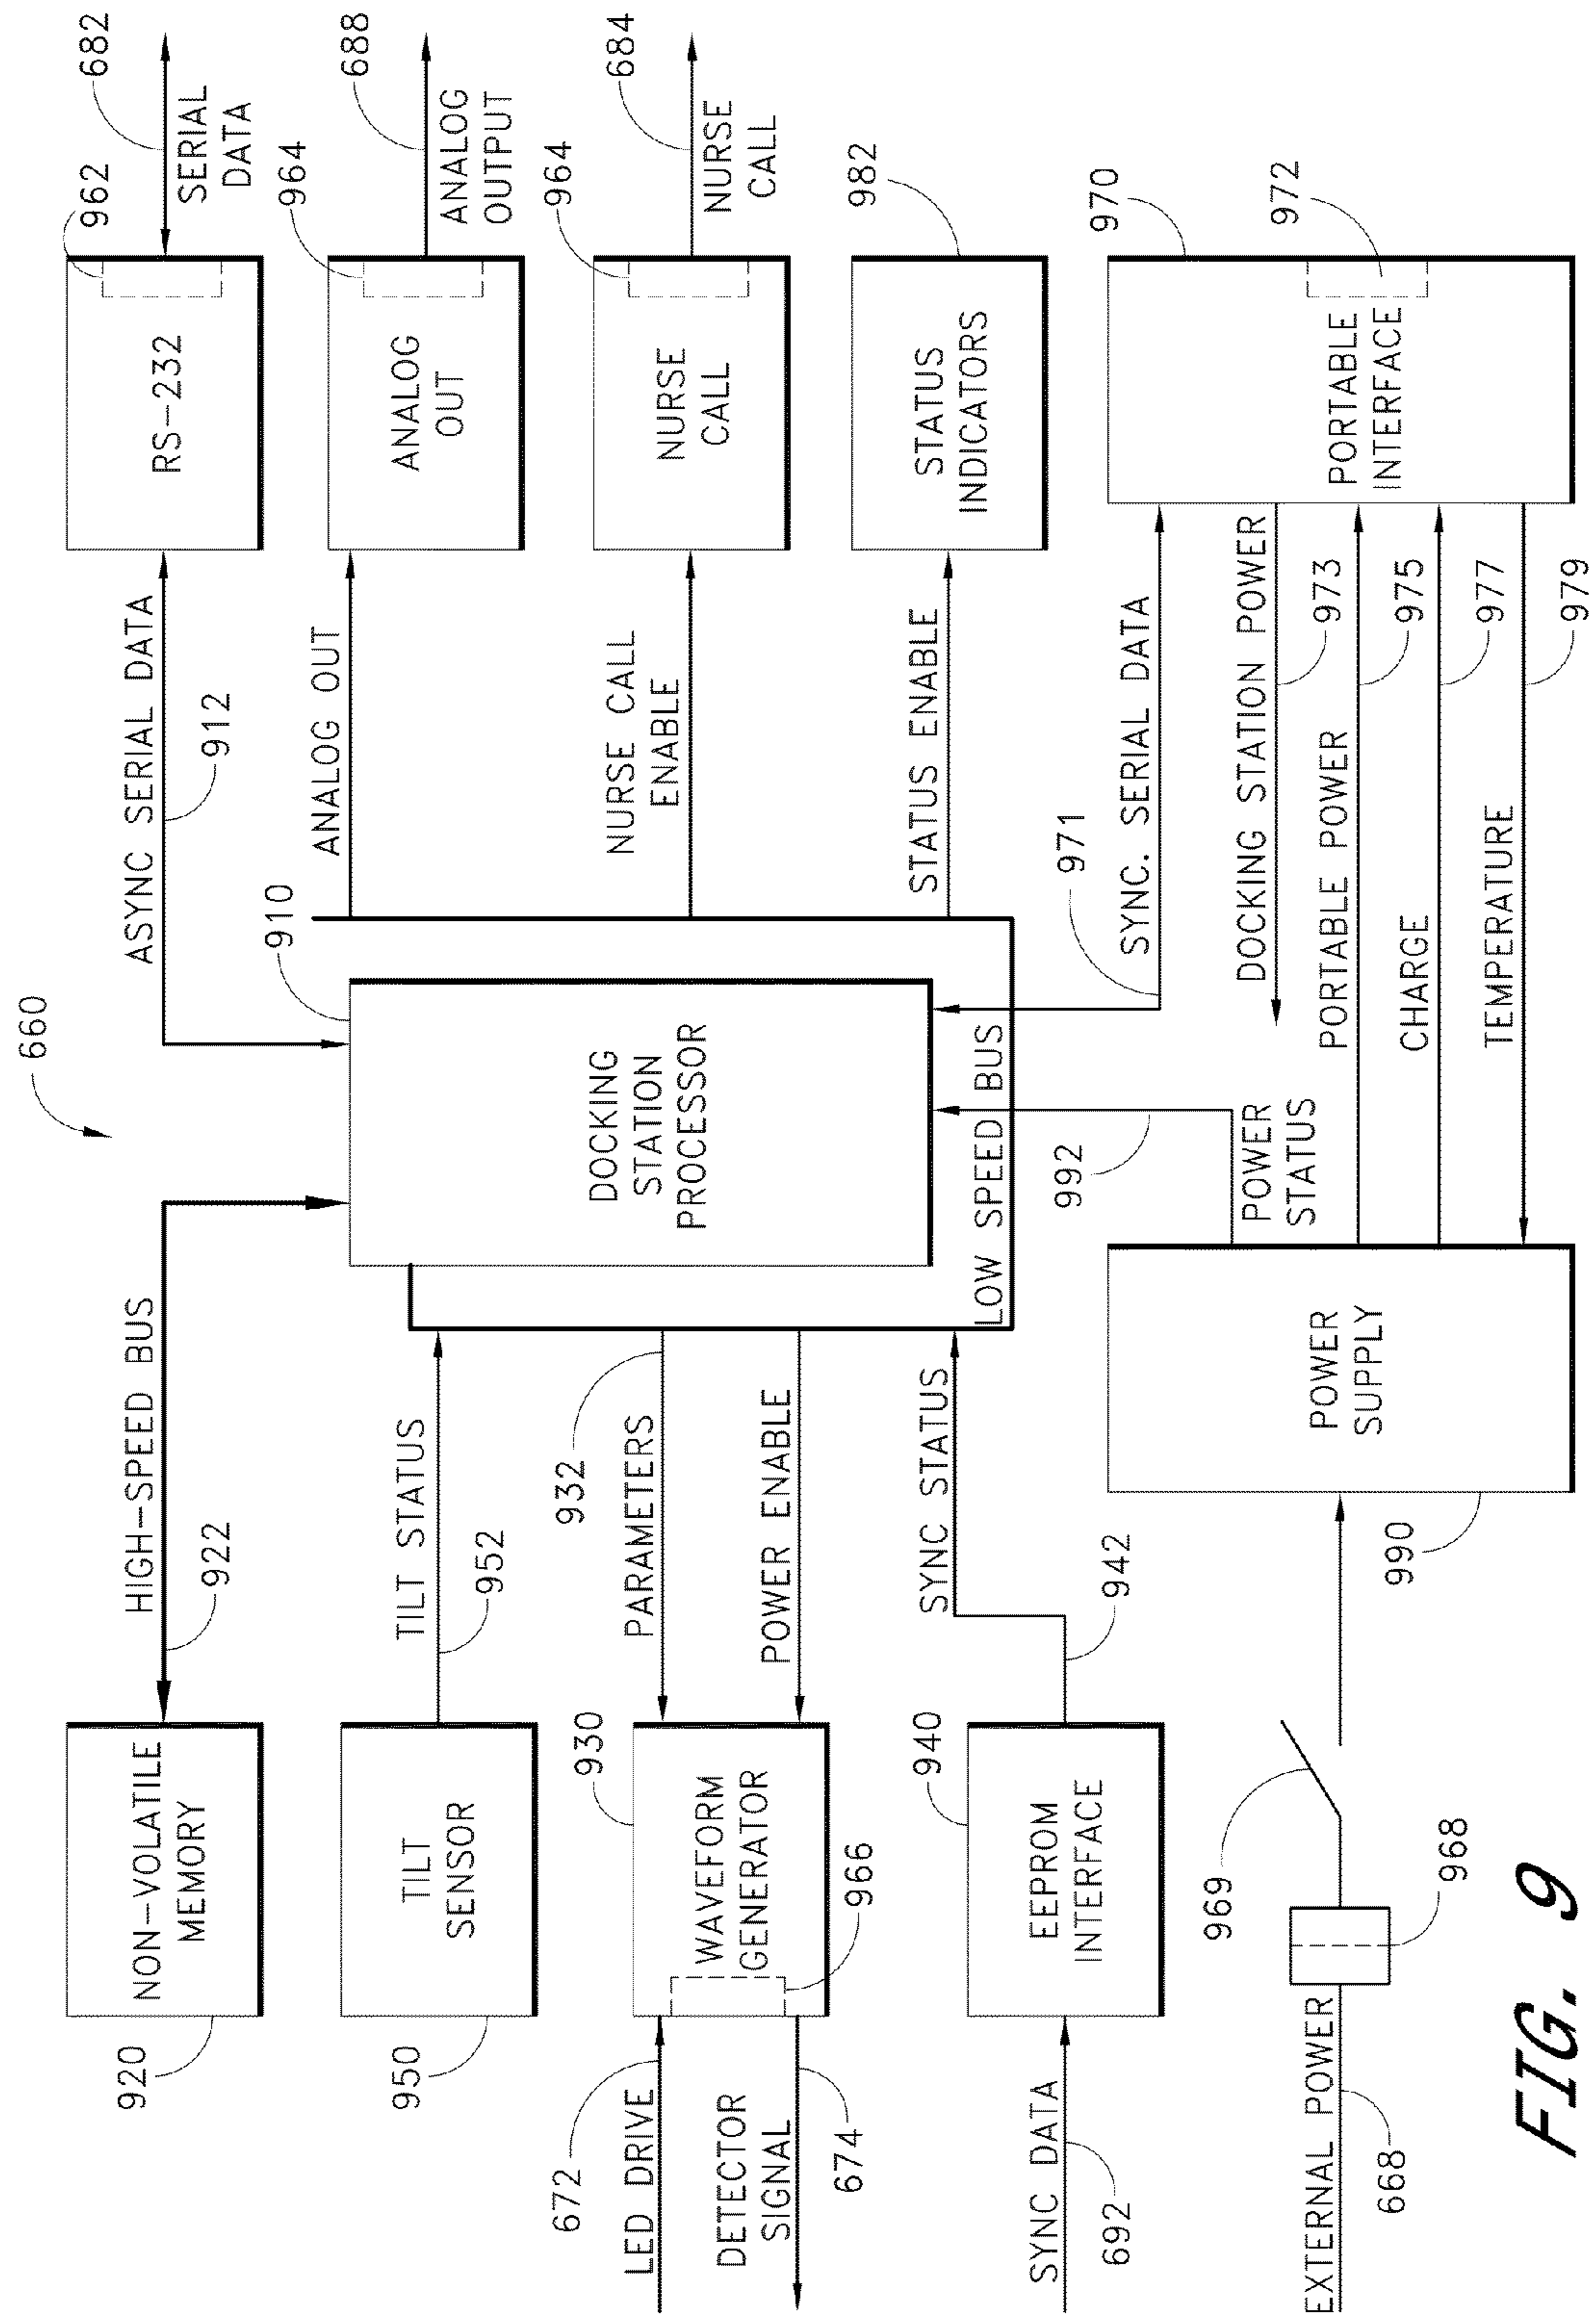 660
HIGH-SPEED BUS
922
ASYNC SERIAL DATA
912
NON-VOLATILE
MEMORY
920
RS-232
962
682
SERIAL
DATA
910
TILT
SENSOR
950
TILT STATUS
952
DOCKING
STATION
PROCESSOR
ANALOG OUT
ANALOG
OUT
964
688
ANALOG
OUTPUT
672
LED DRIVE
DETECTOR
SIGNAL
674
930
WAVEFORM
GENERATOR
966
932
PARAMETERS
POWER ENABLE
NURSE CALL
ENABLE
NURSE
CALL
964
684
NURSE
CALL
SYNC DATA
692
940
EEPROM
INTERFACE
SYNC STATUS
942
LOW SPEED BUS
STATUS ENABLE
STATUS
INDICATORS
982
992
POWER
STATUS
971
SYNC. SERIAL DATA
970
EXTERNAL POWER
668
969
968
POWER
SUPPLY
990
DOCKING STATION POWER
973
PORTABLE POWER
975
CHARGE
977
TEMPERATURE
979
PORTABLE
INTERFACE
972
FIG. 9